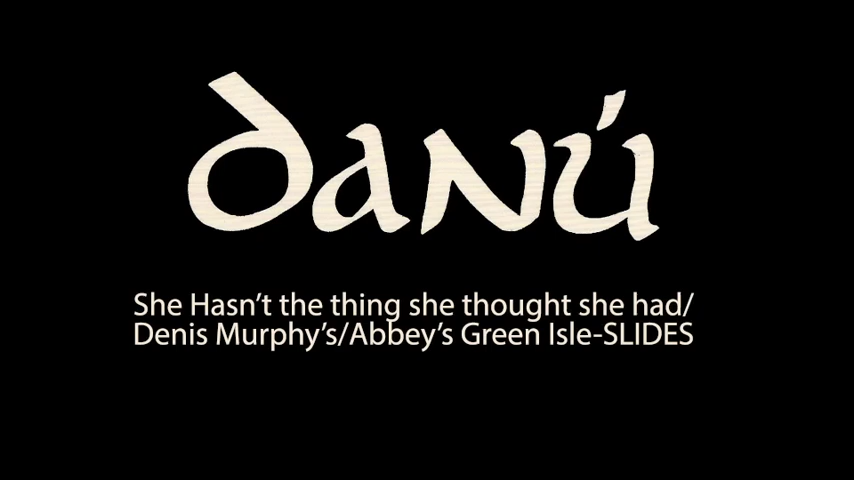 Danú
She Hasn't the thing she thought she had/
Denis Murphy's/Abbey's Green Isle-SLIDES